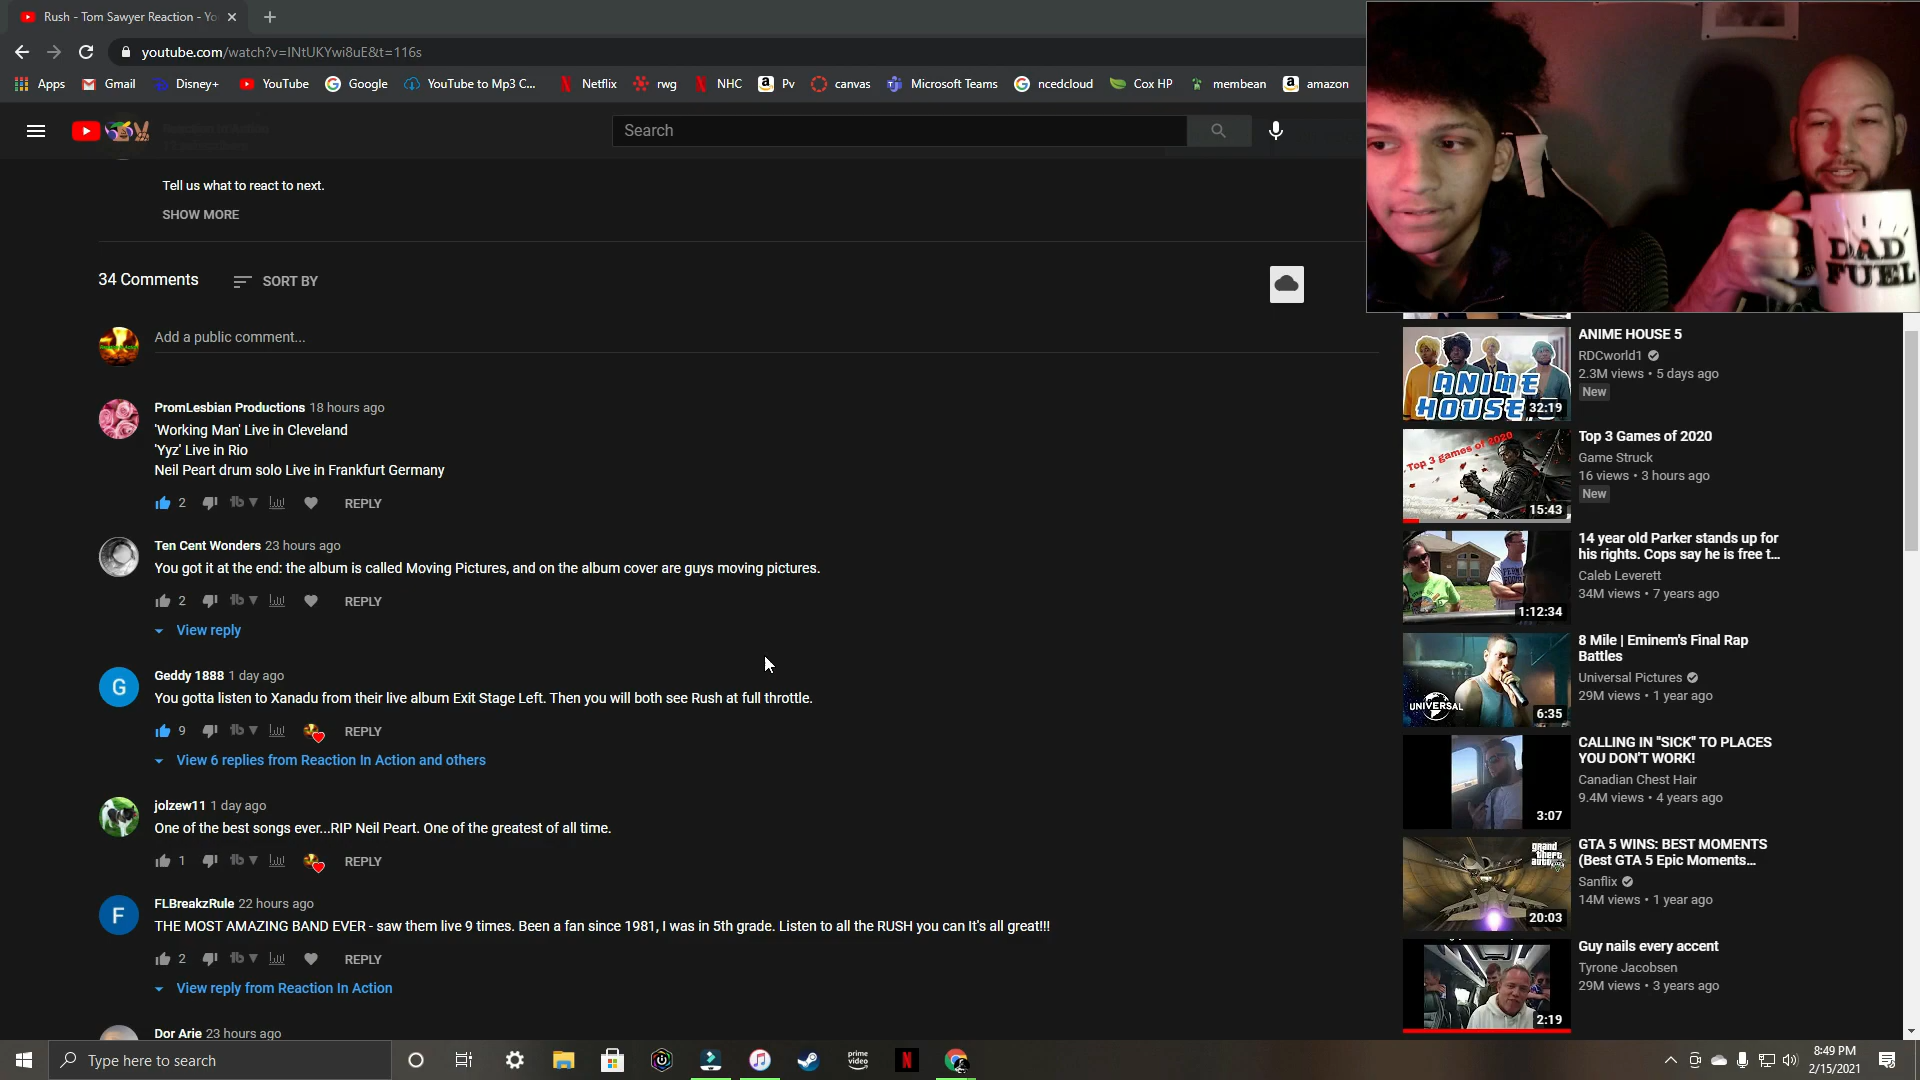 Rush - Tom Sawyer Reaction - Yo
youtube.com/watch?v=INtUKYwi8uE&t=116s
Apps
Gmail
Disney+
YouTube
Google
YouTube to Mp3 C...
Netflix
rwg
NHC
Pv
canvas
Microsoft Teams
ncedcloud
Cox HP
membean
amazon
DAD
FUEL
Search
Tell us what to react to next.
SHOW MORE
34 Comments
SORT BY
Add a public comment...
PromLesbian Productions 18 hours ago
'Working Man' Live in Cleveland
'Yyz' Live in Rio
Neil Peart drum solo Live in Frankfurt Germany
2
REPLY
Ten Cent Wonders 23 hours ago
You got it at the end: the album is called Moving Pictures, and on the album cover are guys moving pictures.
2
REPLY
View reply
G
Geddy 1888 1 day ago
You gotta listen to Xanadu from their live album Exit Stage Left. Then you will both see Rush at full throttle.
9
REPLY
View 6 replies from Reaction In Action and others
jolzew11 1 day ago
One of the best songs ever...RIP Neil Peart. One of the greatest of all time.
1
REPLY
F
FLBreakzRule 22 hours ago
THE MOST AMAZING BAND EVER - saw them live 9 times. Been a fan since 1981, I was in 5th grade. Listen to all the RUSH you can It's all great!!!
2
REPLY
View reply from Reaction In Action
Dor Arie 23 hours ago
ANIME
HOUSE
32:19
ANIME HOUSE 5
RDCworld1
2.3M views • 5 days ago
New
Top 3 games of 2020
15:43
Top 3 Games of 2020
Game Struck
16 views • 3 hours ago
New
1:12:34
14 year old Parker stands up for
his rights. Cops say he is free t...
Caleb Leverett
34M views • 7 years ago
UNIVERSAL
6:35
8 Mile | Eminem's Final Rap
Battles
Universal Pictures
29M views • 1 year ago
3:07
CALLING IN "SICK" TO PLACES
YOU DON'T WORK!
Canadian Chest Hair
9.4M views • 4 years ago
grand
theft
auto
20:03
GTA 5 WINS: BEST MOMENTS
(Best GTA 5 Epic Moments...
Sanflix
14M views • 1 year ago
2:19
Guy nails every accent
Tyrone Jacobsen
29M views • 3 years ago
Type here to search
prime
video
N
8:49 PM
2/15/2021